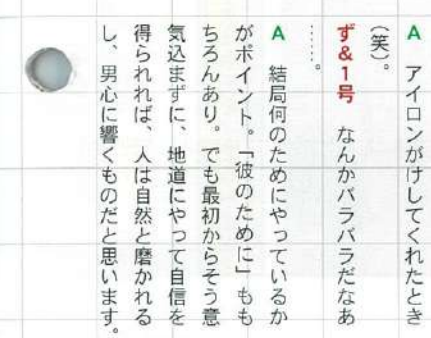 A　アイロンがけしてくれたとき
(笑)。
ず&1号　なんかバラバラだなあ
……。
A　結局何のためにやっているか
がポイント。「彼のために」もも
ちろんあり。でも最初からそう意
気込まずに、地道にやって自信を
得られれば、人は自然と磨かれる
し、男心に響くものだと思います。